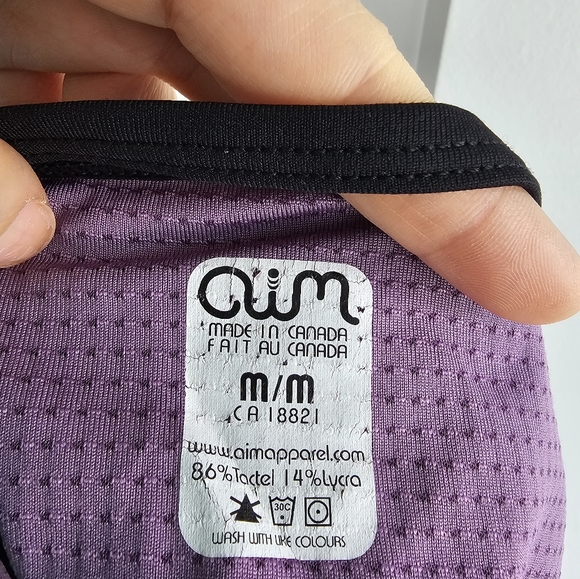 aim
MADE IN CANADA
FAIT AU CANADA
m/m
CA 18821
www.aimapparel.com
86%Tactel 14%Lycra
30C
WASH WITH LIKE COLOURS